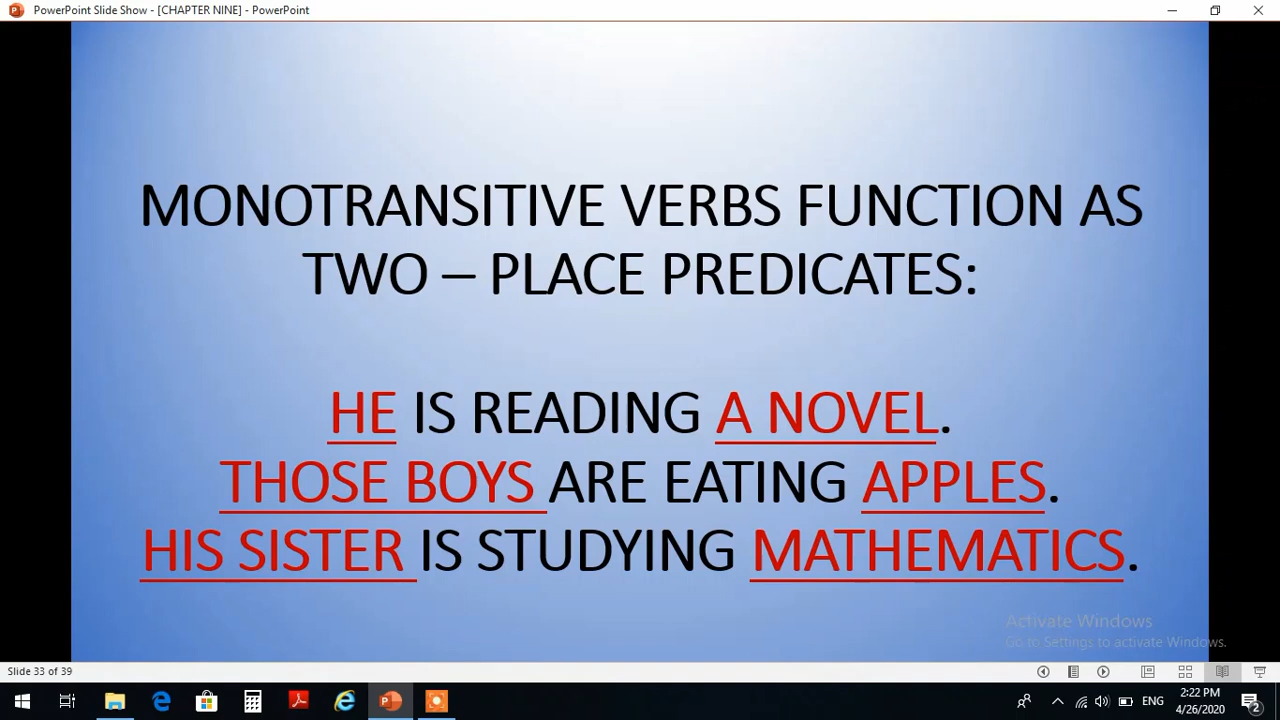 PowerPoint Slide Show - [CHAPTER NINE] - PowerPoint
MONOTRANSITIVE VERBS FUNCTION AS
TWO – PLACE PREDICATES:
HE IS READING A NOVEL.
THOSE BOYS ARE EATING APPLES.
HIS SISTER IS STUDYING MATHEMATICS.
Activate Windows
Go to Settings to activate Windows.
Slide 33 of 39
ENG
2:22 PM
4/26/2020
2